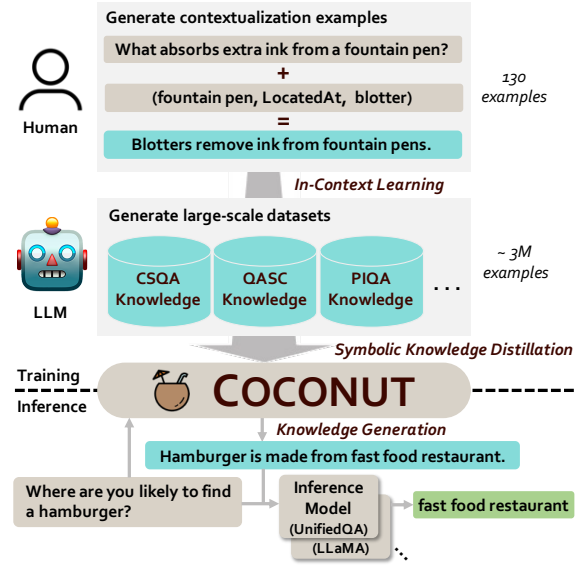 Generate contextualization examples
What absorbs extra ink from a fountain pen?
+
(fountain pen, LocatedAt, blotter)
=
Blotters remove ink from fountain pens.
Human
130
examples
In-Context Learning
Generate large-scale datasets
CSQA
Knowledge
QASC
Knowledge
PIQA
Knowledge
...
LLM
~ 3M
examples
Symbolic Knowledge Distillation
Training
Inference
COCONUT
Knowledge Generation
Hamburger is made from fast food restaurant.
Where are you likely to find
a hamburger?
Inference
Model
(UnifiedQA)
(LLaMA)
...
fast food restaurant